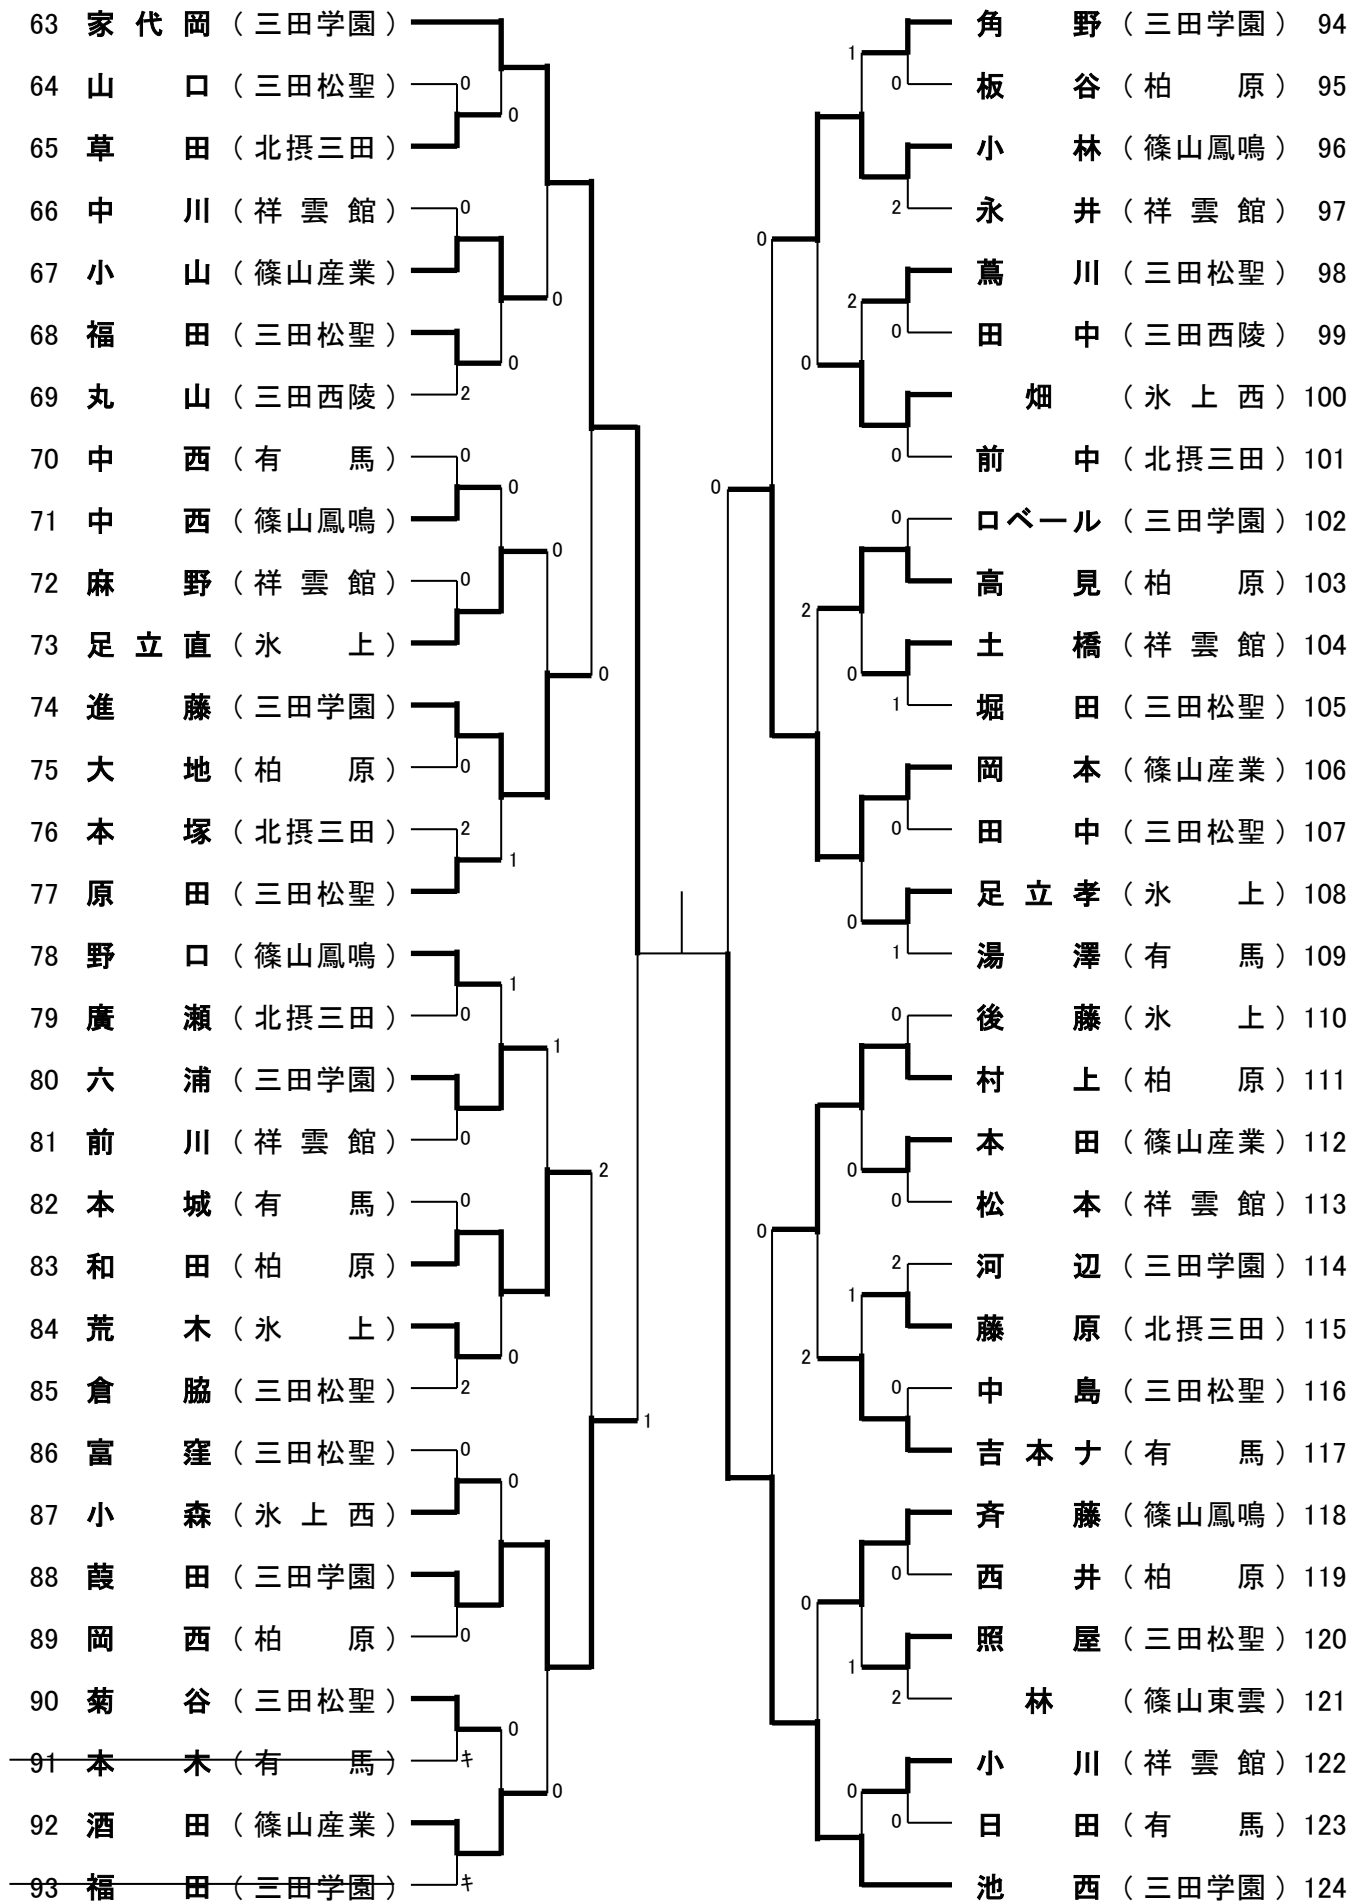 63 家代岡 (三田学園)
64 山口 (三田松聖) 0
0
65 草田 (北摂三田)
66 中川 (祥雲館) 0
67 小山 (篠山産業)
0
68 福田 (三田松聖)
0
69 丸山 (三田西陵) 2
70 中西 (有馬) 0
0
71 中西 (篠山鳳鳴)
0
72 麻野 (祥雲館) 0
73 足立直 (氷上)
0
74 進藤 (三田学園)
75 大地 (柏原) 0
76 本塚 (北摂三田) 2
1
77 原田 (三田松聖)
78 野口 (篠山鳳鳴)
1
79 廣瀬 (北摂三田) 0
1
80 六浦 (三田学園)
81 前川 (祥雲館) 0
2
82 本城 (有馬) 0
83 和田 (柏原)
84 荒木 (氷上)
0
85 倉脇 (三田松聖) 2
1
86 富窪 (三田松聖) 0
0
87 小森 (氷上西)
88 葭田 (三田学園)
89 岡西 (柏原) 0
90 菊谷 (三田松聖)
0
91 本木 (有馬) キ
0
92 酒田 (篠山産業)
93 福田 (三田学園) キ
角野 (三田学園) 94
1
0 板谷 (柏原) 95
小林 (篠山鳳鳴) 96
2 永井 (祥雲館) 97
0
蔦川 (三田松聖) 98
2
0 田中 (三田西陵) 99
0
畑 (氷上西) 100
0 前中 (北摂三田) 101
0
0 ロベール (三田学園) 102
高見 (柏原) 103
2
土橋 (祥雲館) 104
0
1 堀田 (三田松聖) 105
岡本 (篠山産業) 106
0 田中 (三田松聖) 107
足立孝 (氷上) 108
0
1 湯澤 (有馬) 109
0 後藤 (氷上) 110
村上 (柏原) 111
本田 (篠山産業) 112
0
0 松本 (祥雲館) 113
0
2 河辺 (三田学園) 114
1
藤原 (北摂三田) 115
2
0 中島 (三田松聖) 116
吉本ナ (有馬) 117
斉藤 (篠山鳳鳴) 118
0 西井 (柏原) 119
0
照屋 (三田松聖) 120
1
2 林 (篠山東雲) 121
小川 (祥雲館) 122
0
0 日田 (有馬) 123
池西 (三田学園) 124